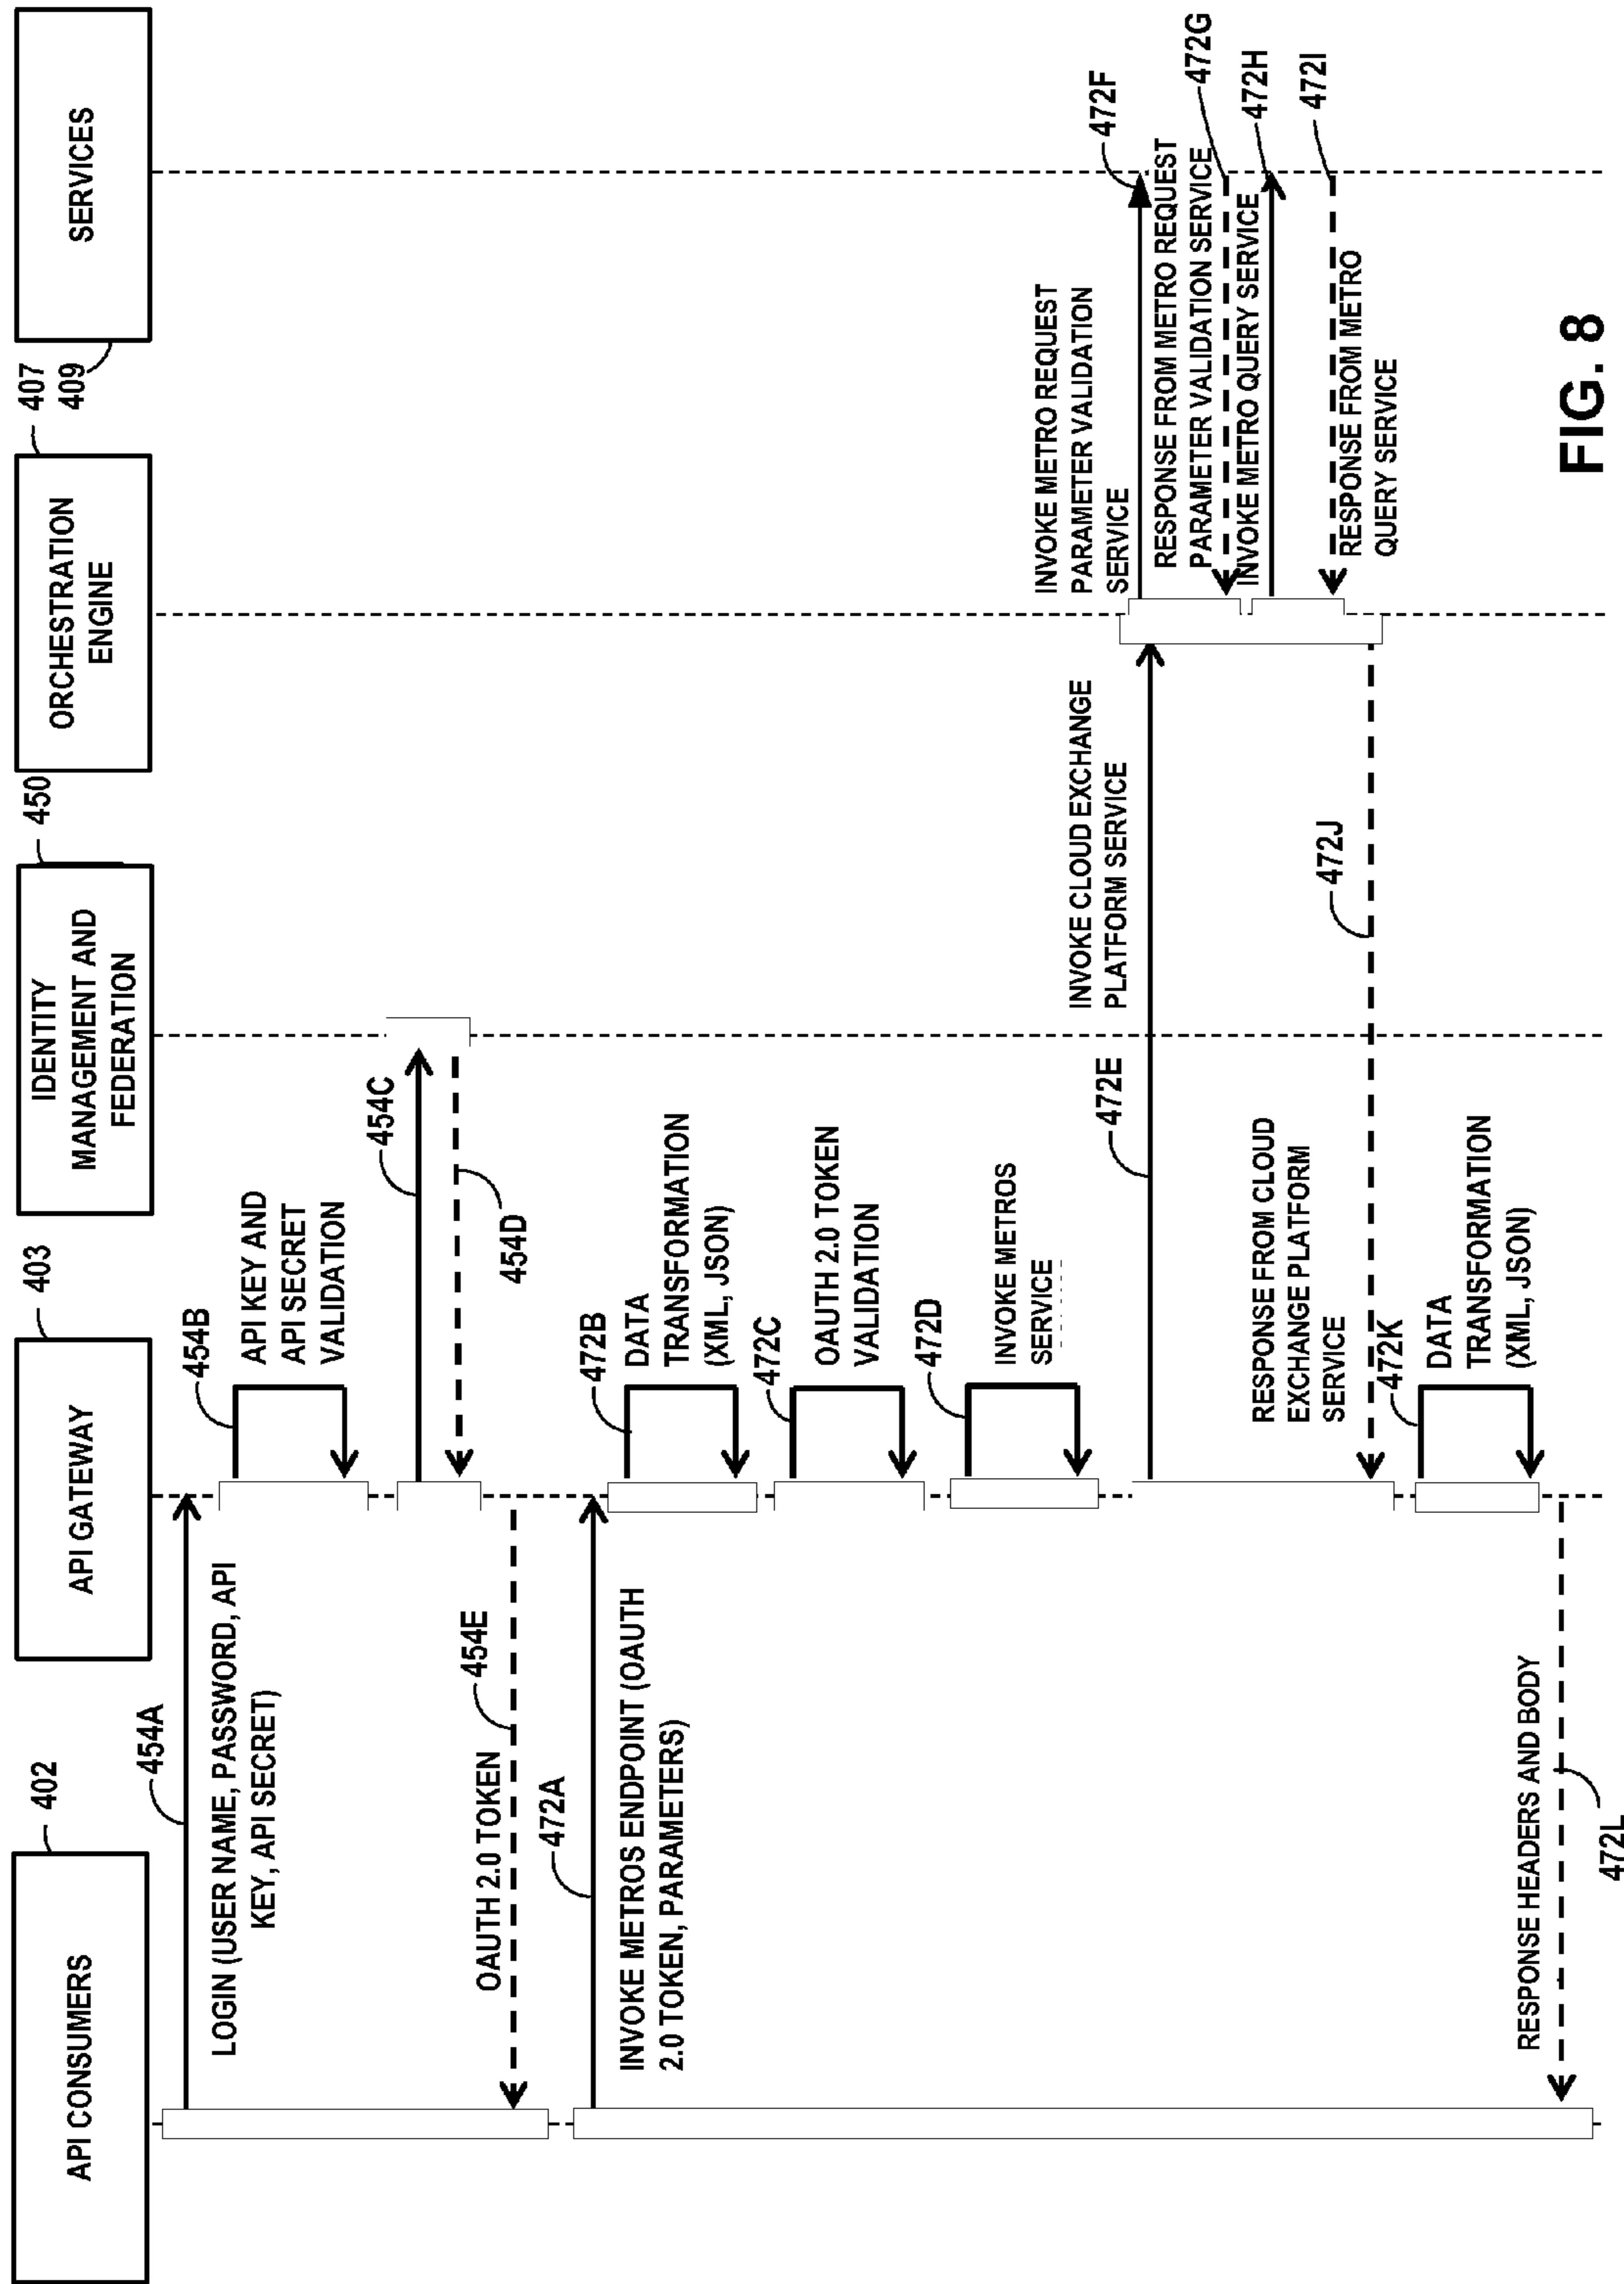 API CONSUMERS
402
API GATEWAY
403
IDENTITY
MANAGEMENT AND
FEDERATION
450
ORCHESTRATION
ENGINE
407
SERVICES
409
454A
LOGIN (USER NAME, PASSWORD, API
KEY, API SECRET)
454B
API KEY AND
API SECRET
VALIDATION
454C
454D
454E
OAUTH 2.0 TOKEN
472A
INVOKE METROS ENDPOINT (OAUTH
2.0 TOKEN, PARAMETERS)
472B
DATA
TRANSFORMATION
(XML, JSON)
472C
OAUTH 2.0 TOKEN
VALIDATION
472D
INVOKE METROS
SERVICE
472E
INVOKE CLOUD EXCHANGE
PLATFORM SERVICE
INVOKE METRO REQUEST
PARAMETER VALIDATION
SERVICE
472F
RESPONSE FROM METRO REQUEST
PARAMETER VALIDATION SERVICE
472G
INVOKE METRO QUERY SERVICE
472H
472I
RESPONSE FROM METRO
QUERY SERVICE
472J
RESPONSE FROM CLOUD
EXCHANGE PLATFORM
SERVICE
472K
DATA
TRANSFORMATION
(XML, JSON)
RESPONSE HEADERS AND BODY
472L
FIG. 8